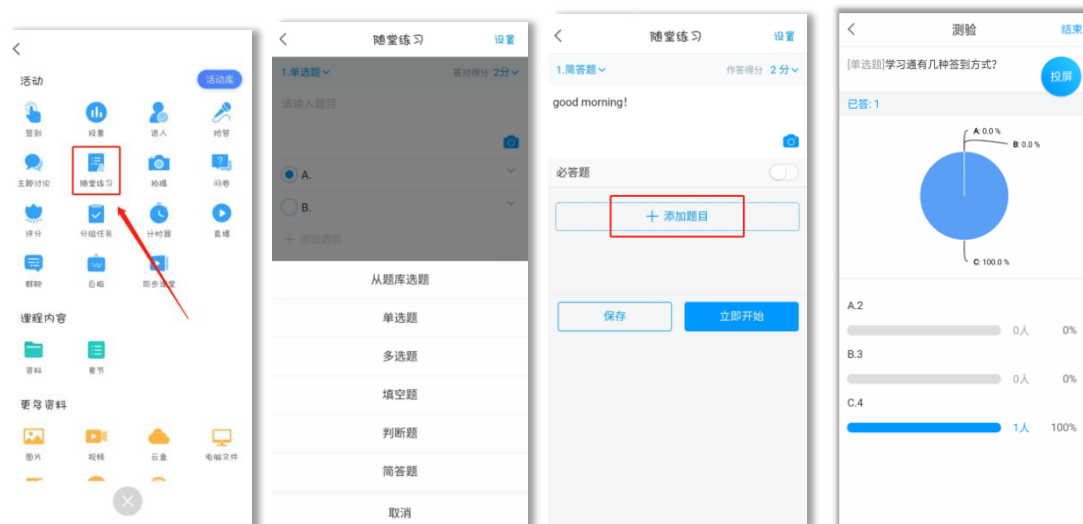 活动
活动库
签到 投票 选人 抢答
主题讨论 随堂练习 拍摄 问卷
评分 分组任务 计时器 直播
群聊 白板 同步课堂
课程内容
资料 章节
更多资料
图片 视频 云盘 电脑文件
随堂练习 设置
1.单选题 答对得分 2分
请输入题目
A.
B.
添加选项
从题库选题
单选题
多选题
填空题
判断题
简答题
取消
随堂练习 设置
1.简答题 作答得分 2分
good morning!
必答题
+ 添加题目
保存 立即开始
测验 结束
[单选题]学习通有几种签到方式?
投屏
已答: 1
A: 0.0 %
B: 0.0 %
C: 100.0 %
A.2
0人 0%
B.3
0人 0%
C.4
1人 100%